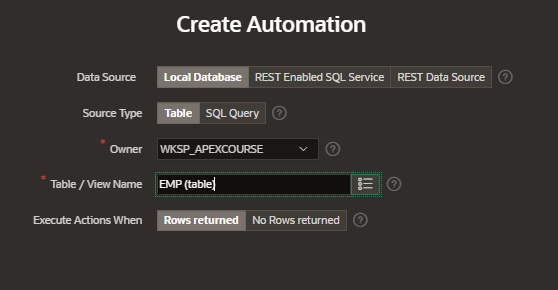 Create Automation
Data Source Local Database REST Enabled SQL Service REST Data Source ?
Source Type Table SQL Query ?
* Owner WKSP_APEXCOURSE ?
* Table / View Name EMP (table) ?
Execute Actions When Rows returned No Rows returned ?